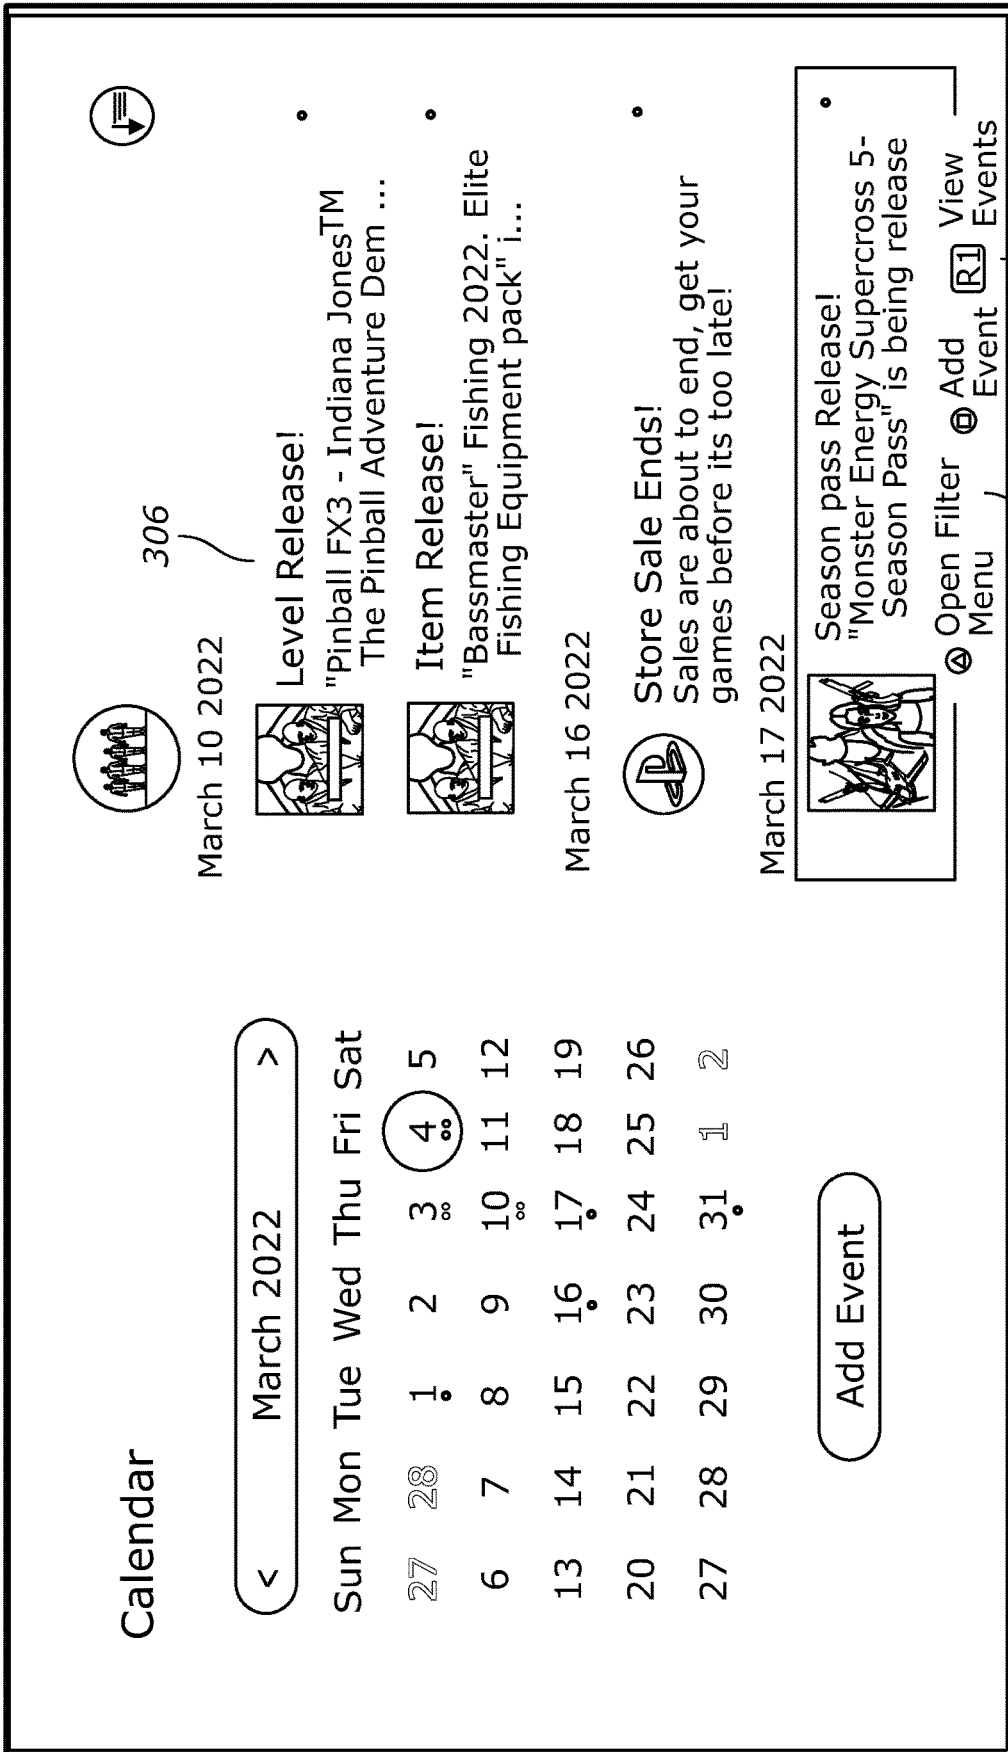 Calendar
< March 2022 >
Sun Mon Tue Wed Thu Fri Sat
27 28 1 2 3 4 5
6 7 8 9 10 11 12
13 14 15 16 17 18 19
20 21 22 23 24 25 26
27 28 29 30 31 1 2
Add Event
306
March 10 2022
Level Release!
"Pinball FX3 - Indiana Jones™
The Pinball Adventure Dem ...
Item Release!
"Bassmaster" Fishing 2022. Elite
Fishing Equipment pack" i...
March 16 2022
Store Sale Ends!
Sales are about to end, get your
games before its too late!
March 17 2022
Season pass Release!
"Monster Energy Supercross 5-
Season Pass" is being release
Open Filter
Menu
Add
Event
R1 View
Events